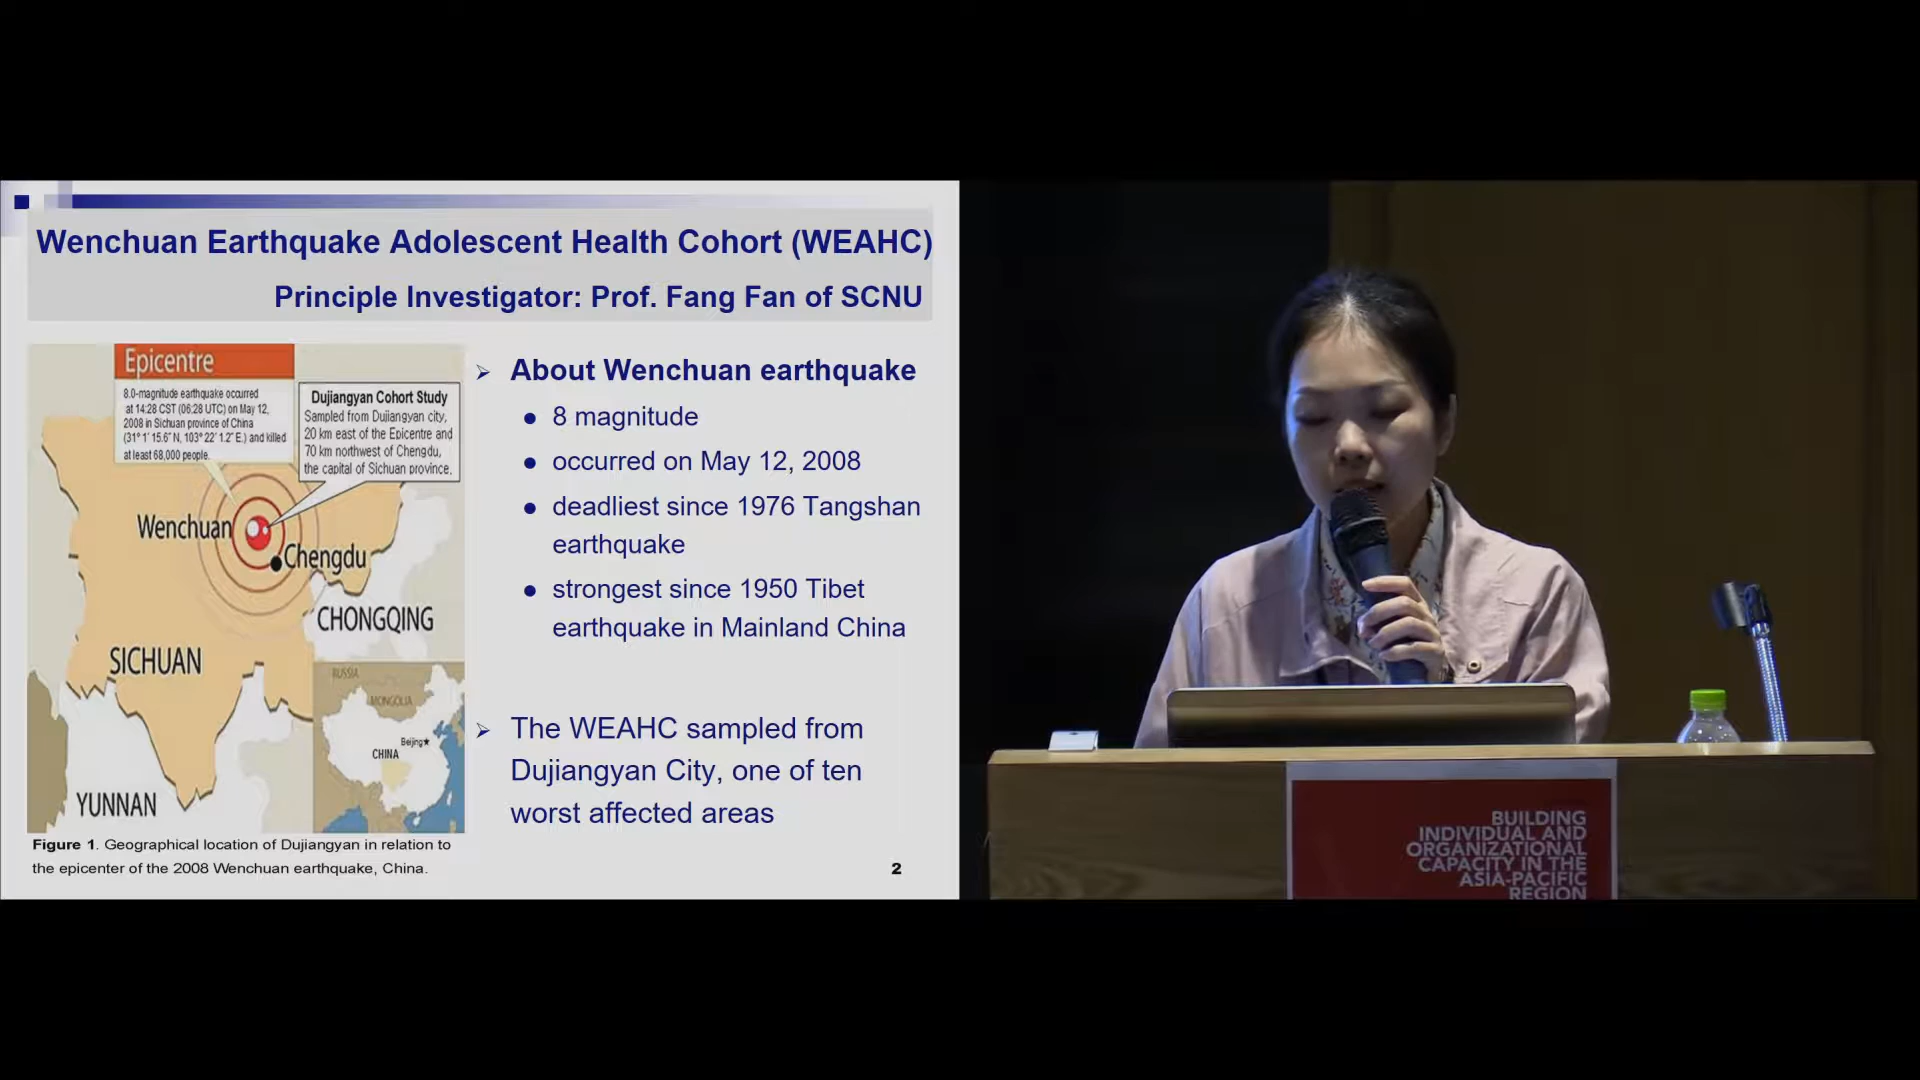 Wenchuan Earthquake Adolescent Health Cohort (WEAHC)
Principle Investigator: Prof. Fang Fan of SCNU
Epicentre
8.0-magnitude earthquake occurred
at 14:28 CST (06:28 UTC) on May 12,
2008 in Sichuan province of China
(31° 1' 15.6" N, 103° 22' 1.2" E.) and killed
at least 68,000 people.
Dujiangyan Cohort Study
Sampled from Dujiangyan city,
20 km east of the Epicentre and
70 km northwest of Chengdu,
the capital of Sichuan province.
Wenchuan
Chengdu
CHONGQING
SICHUAN
YUNNAN
RUSSIA
MONGOLIA
Beijing★
CHINA
Figure 1. Geographical location of Dujiangyan in relation to
the epicenter of the 2008 Wenchuan earthquake, China.
➢ About Wenchuan earthquake
● 8 magnitude
● occurred on May 12, 2008
● deadliest since 1976 Tangshan
earthquake
● strongest since 1950 Tibet
earthquake in Mainland China
➢ The WEAHC sampled from
Dujiangyan City, one of ten
worst affected areas
2
BUILDING
INDIVIDUAL AND
ORGANIZATIONAL
CAPACITY IN THE
ASIA-PACIFIC
REGION